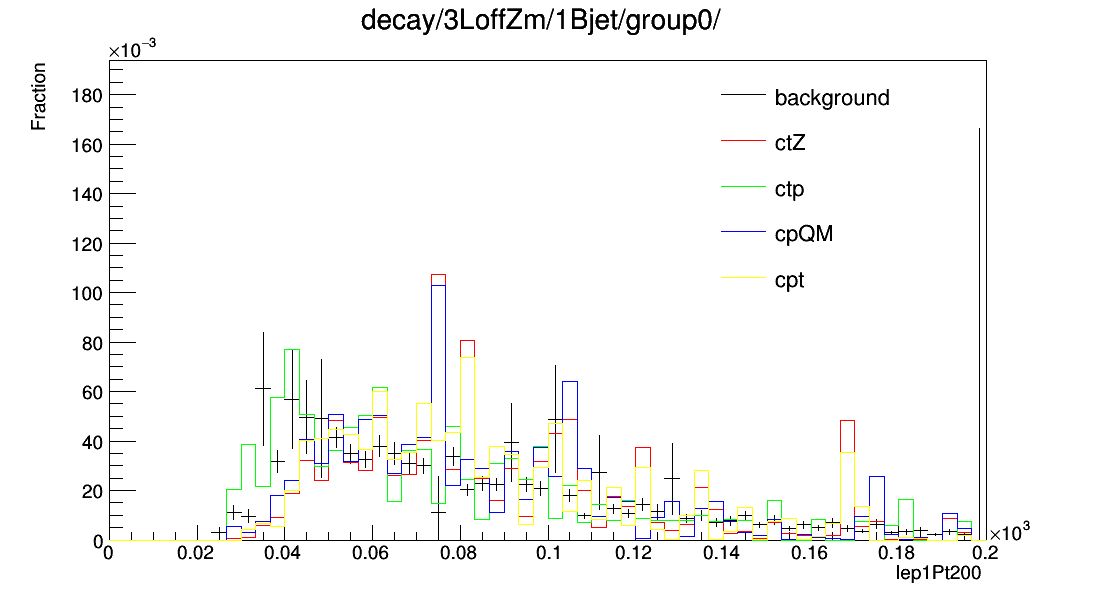 decay/3LoffZm/1Bjet/group0/
×10⁻³
Fraction
180
160
140
120
100
80
60
40
20
0
background
ctZ
ctp
cpQM
cpt
0 0.02 0.04 0.06 0.08 0.1 0.12 0.14 0.16 0.18 0.2
×10³
lep1Pt200